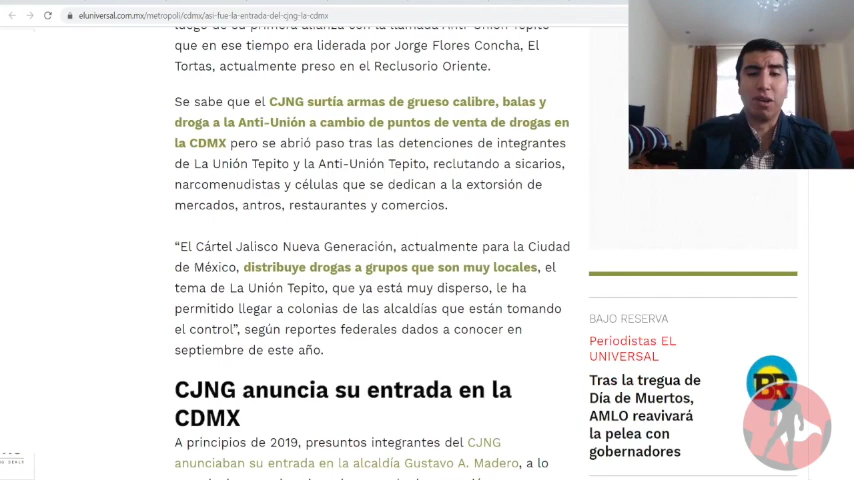 eluniversal.com.mx/metropoli/cdmx/asi-fue-la-entrada-del-cjng-la-cdmx
que en ese tiempo era liderada por Jorge Flores Concha, El
Tortas, actualmente preso en el Reclusorio Oriente.
Se sabe que el CJNG surtía armas de grueso calibre, balas y
droga a la Anti-Unión a cambio de puntos de venta de drogas en
la CDMX pero se abrió paso tras las detenciones de integrantes
de La Unión Tepito y la Anti-Unión Tepito, reclutando a sicarios,
narcomenudistas y células que se dedican a la extorsión de
mercados, antros, restaurantes y comercios.
“El Cártel Jalisco Nueva Generación, actualmente para la Ciudad
de México, distribuye drogas a grupos que son muy locales, el
tema de La Unión Tepito, que ya está muy disperso, le ha
permitido llegar a colonias de las alcaldías que están tomando
el control”, según reportes federales dados a conocer en
septiembre de este año.
CJNG anuncia su entrada en la
CDMX
A principios de 2019, presuntos integrantes del CJNG
anunciaban su entrada en la alcaldía Gustavo A. Madero, a lo
BAJO RESERVA
Periodistas EL
UNIVERSAL
Tras la tregua de
Día de Muertos,
AMLO reavivará
la pelea con
gobernadores
BR